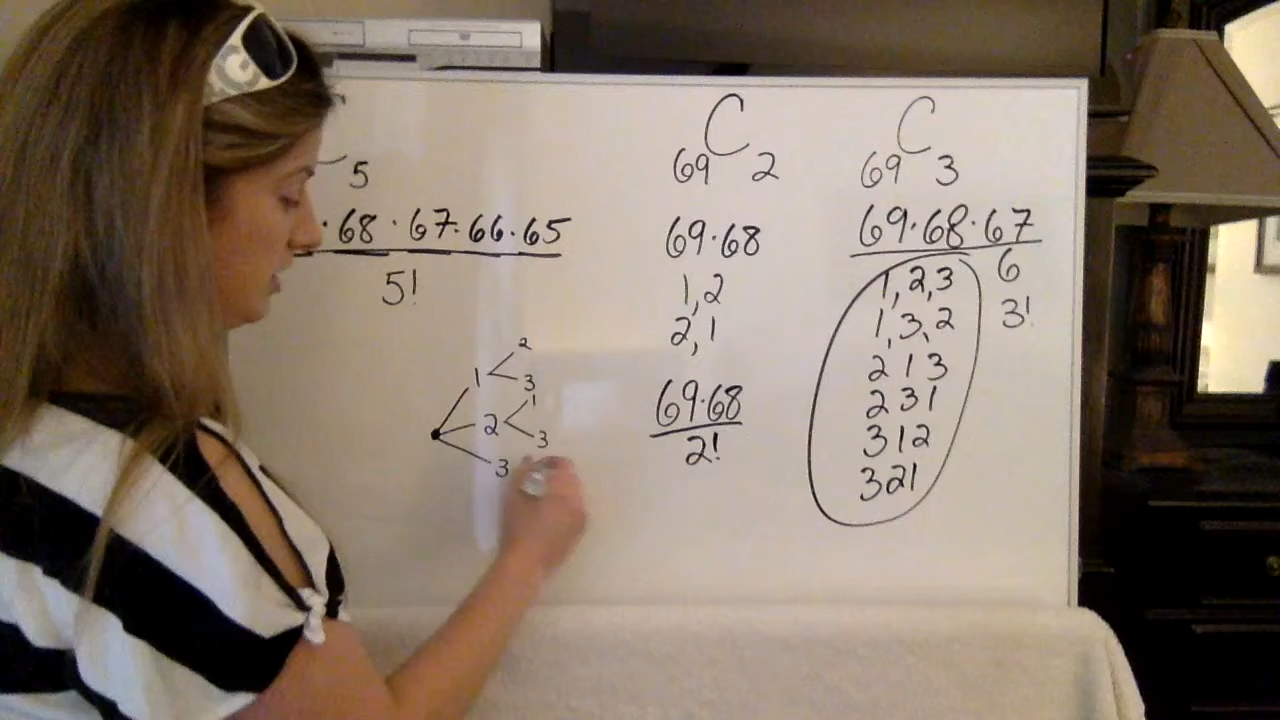 5
· 68 · 67 · 66 · 65
5!
1 2 3
2 1 3
3
69 C 2
69 · 68
1, 2
2, 1
69 · 68
2!
69 C 3
69 · 68 · 67
6
3!
1, 2, 3
1, 3, 2
2 1 3
2 3 1
3 1 2
3 2 1